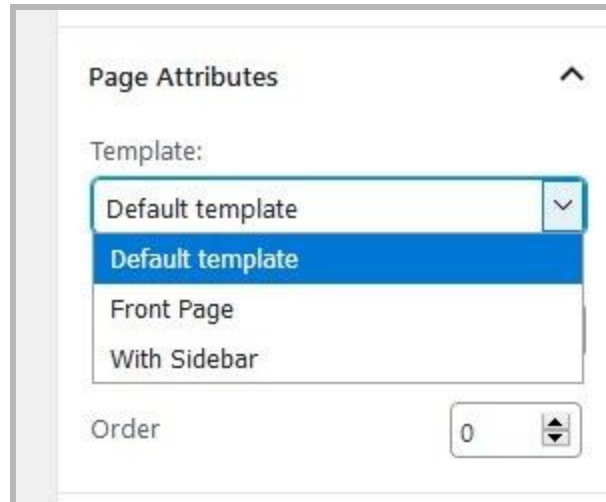 Page Attributes
Template:
Default template
Default template
Front Page
With Sidebar
Order
0